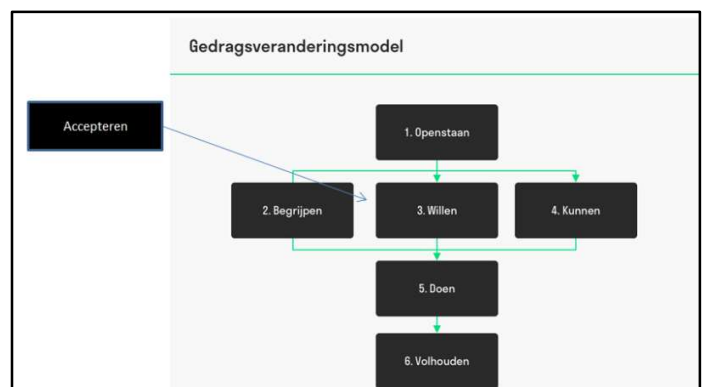 Gedragsveranderingsmodel
Accepteren
1. Openstaan
2. Begrijpen
3. Willen
4. Kunnen
5. Doen
6. Volhouden